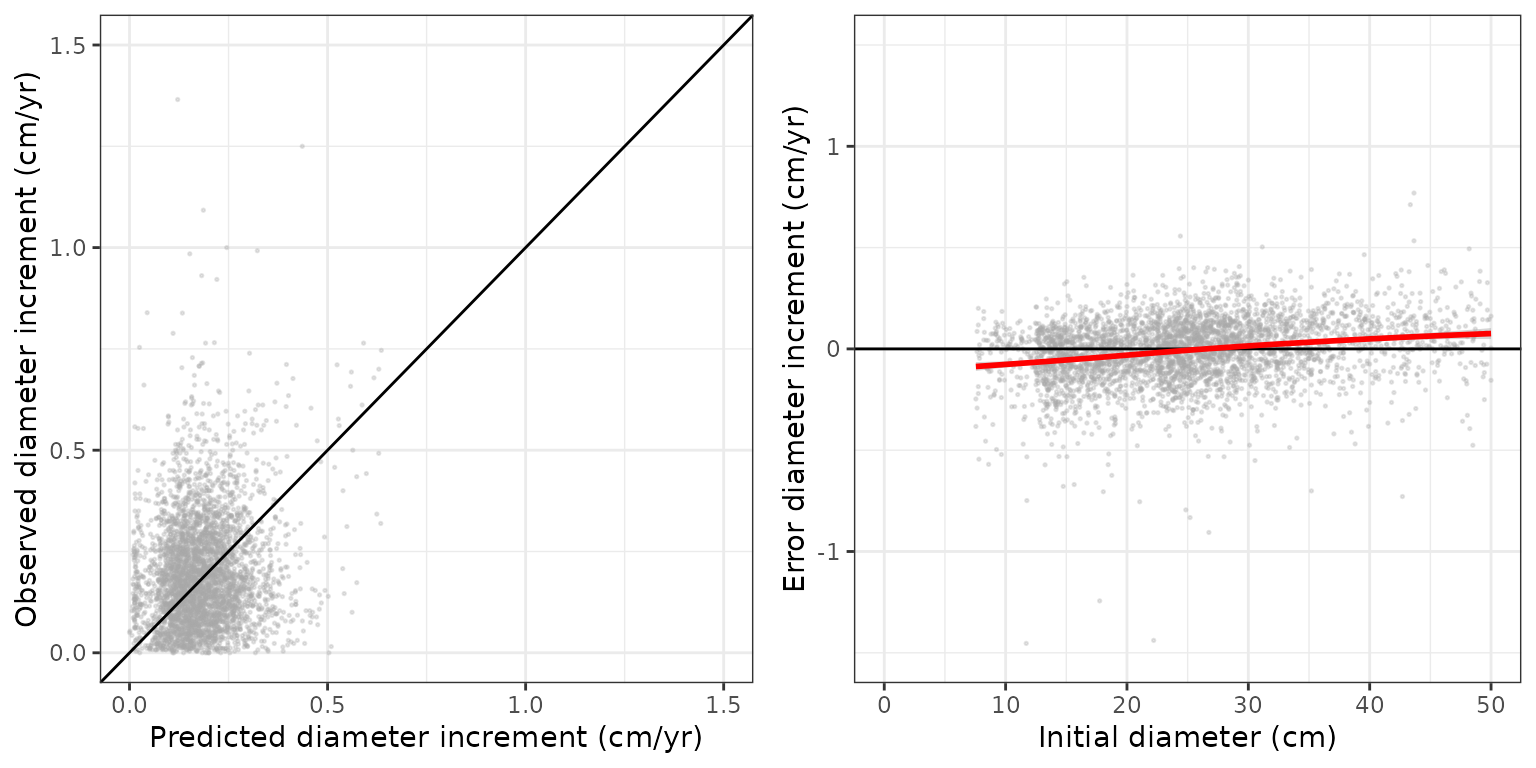 Observed diameter increment (cm/yr)
1.5
1.0
0.5
0.0
0.0 0.5 1.0 1.5
Predicted diameter increment (cm/yr)
Error diameter increment (cm/yr)
1
0
-1
0 10 20 30 40 50
Initial diameter (cm)